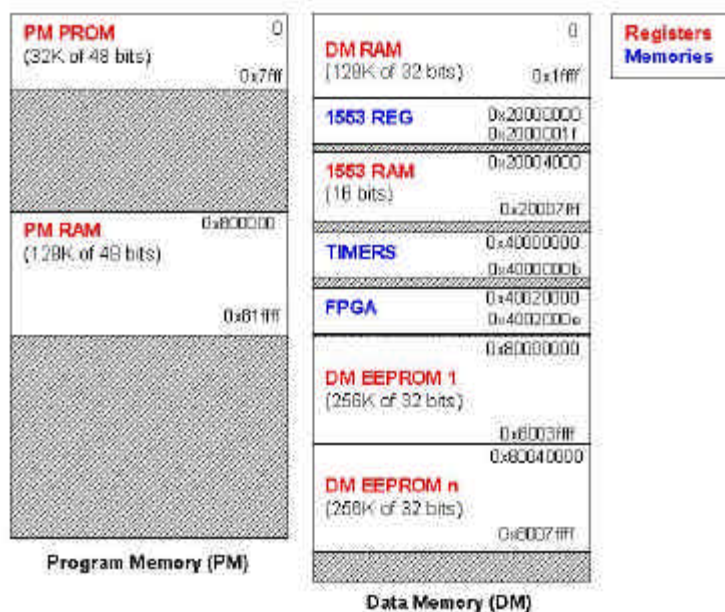 PM PROM
0
(32K of 48 bits)
0x7fff
PM RAM
0x800000
(128K of 48 bits)
0x81ffff
Program Memory (PM)
DM RAM
0
(128K of 32 bits)
0x1ffff
1553 REG
0x20000000
0x2000001f
1553 RAM
0x20004000
(16 bits)
0x20007fff
TIMERS
0x40000000
0x4000000b
FPGA
0x40020000
0x4002000e
0x80000000
DM EEPROM 1
(256K of 32 bits)
0x8003ffff
0x80040000
DM EEPROM n
(256K of 32 bits)
0x8007ffff
Data Memory (DM)
Registers
Memories